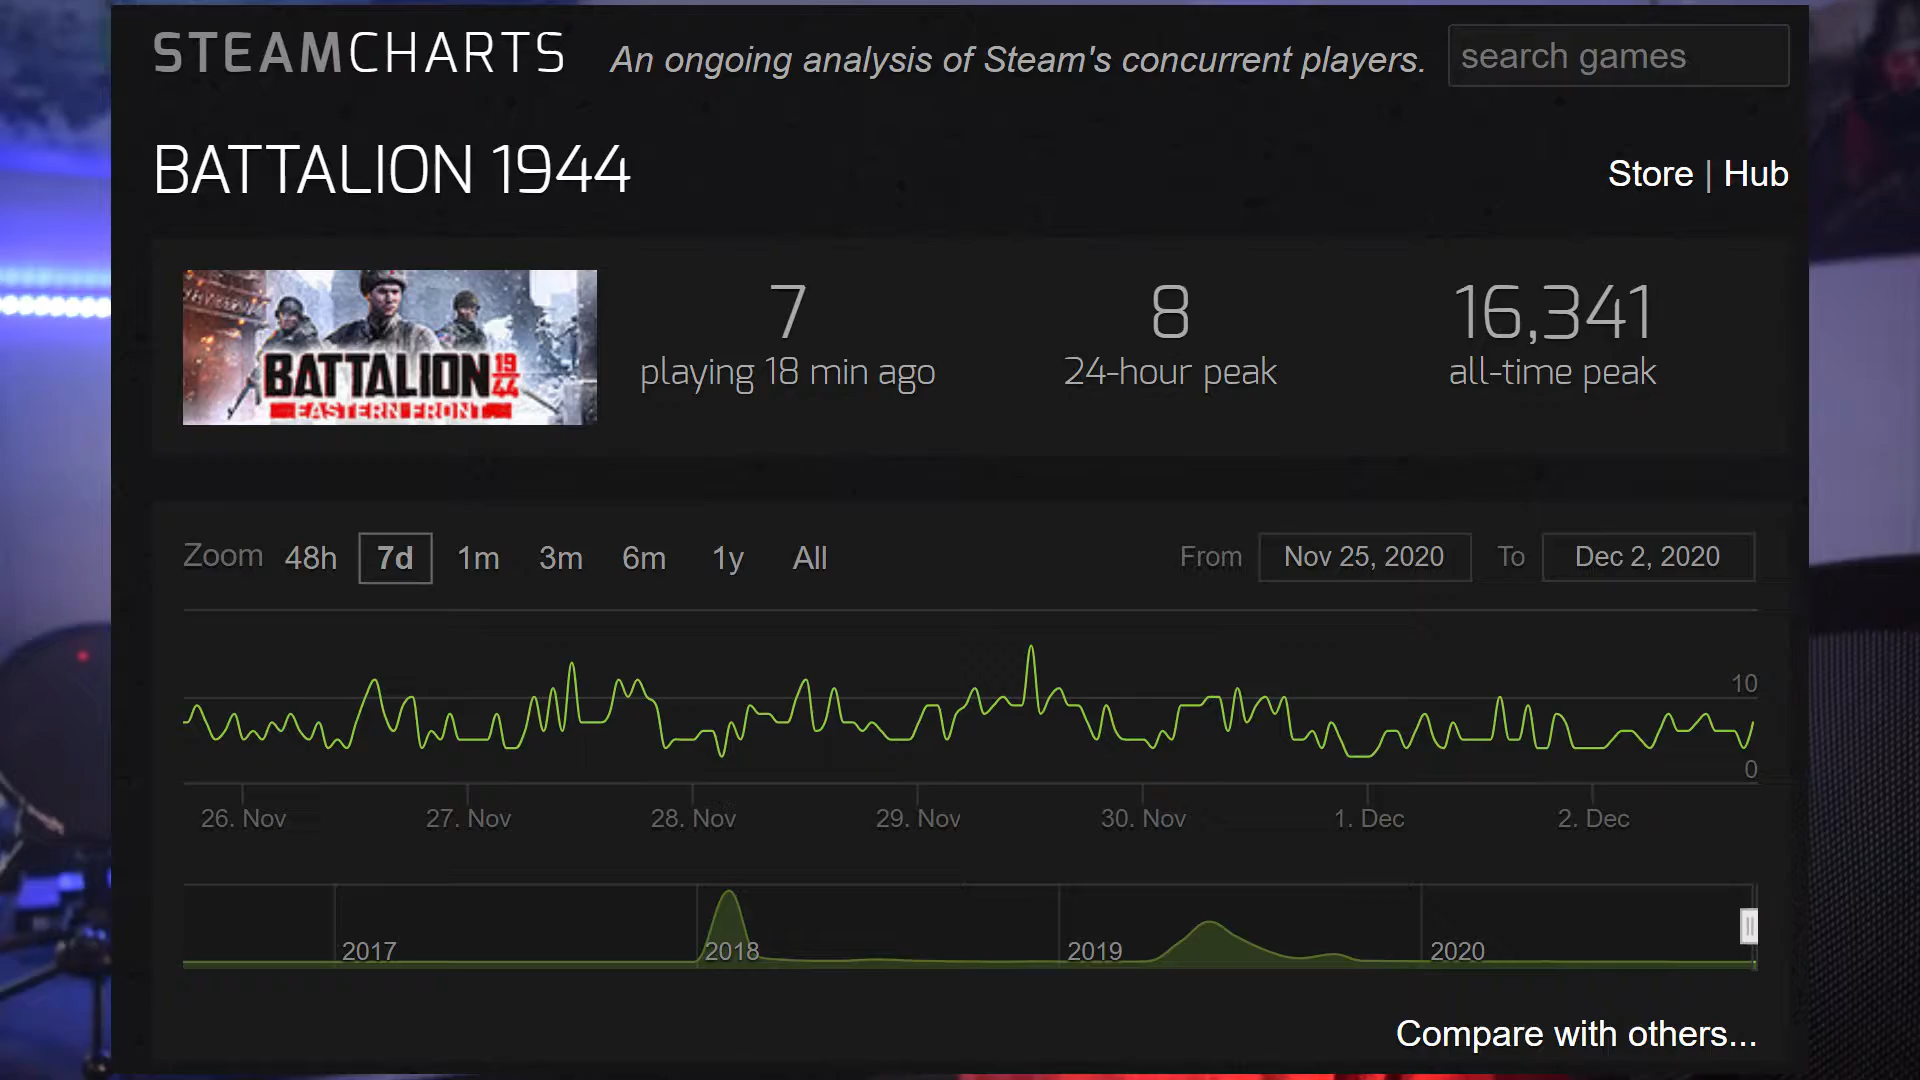 STEAMCHARTS An ongoing analysis of Steam's concurrent players. search games
BATTALION 1944
Store | Hub
BATTALION 19 44
EASTERN FRONT
7
playing 18 min ago
8
24-hour peak
16,341
all-time peak
Zoom 48h 7d 1m 3m 6m 1y All From Nov 25, 2020 To Dec 2, 2020
10
0
26. Nov 27. Nov 28. Nov 29. Nov 30. Nov 1. Dec 2. Dec
2017 2018 2019 2020
Compare with others...